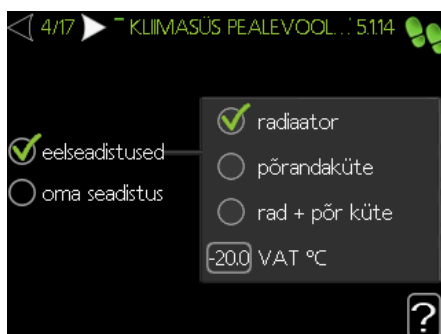 4/17 KLIIMASÜS PEALEVOOL... 5.1.14
eelseadistused
oma seadistus
radiaator
põrandaküte
rad + põr küte
-20.0 VAT °C
?